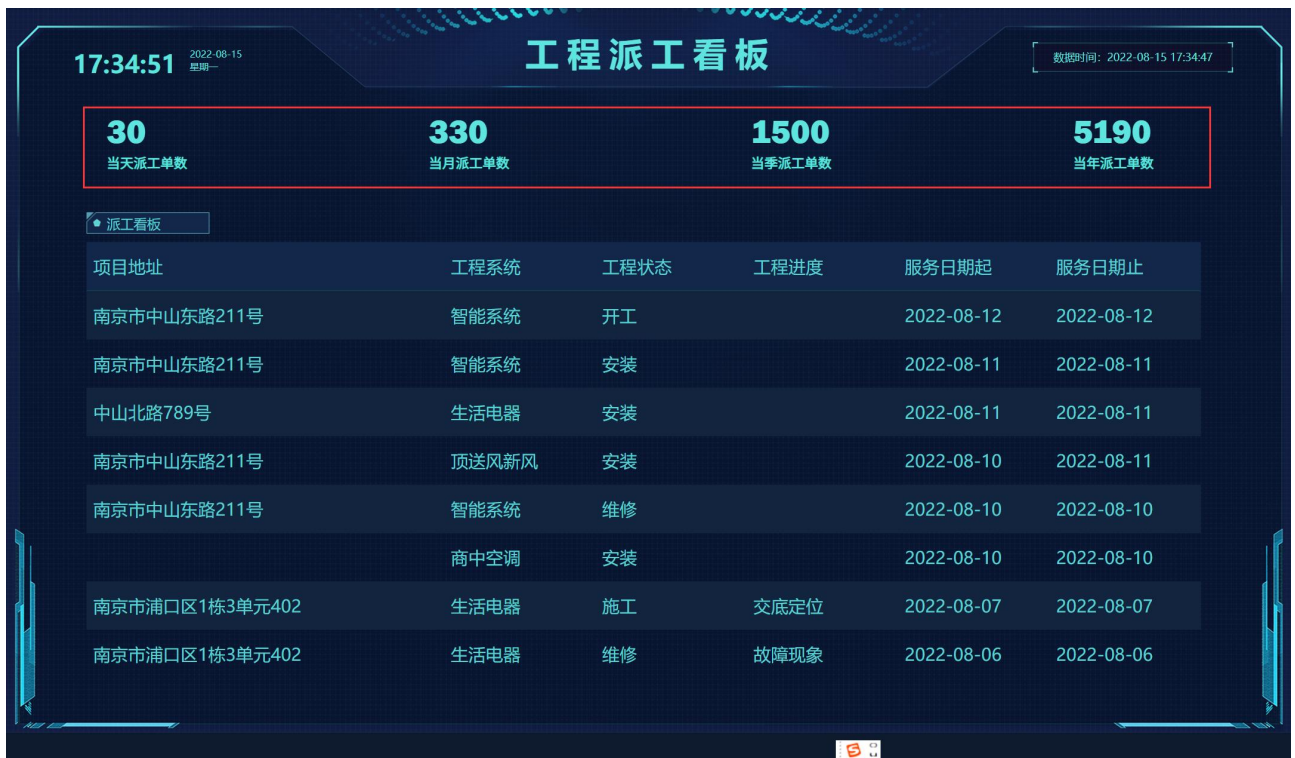 工程派工看板
17:34:51
2022-08-15
星期一
数据时间：2022-08-15 17:34:47
30 330 1500 5190
当天派工单数 当月派工单数 当季派工单数 当年派工单数
派工看板
项目地址 工程系统 工程状态 工程进度 服务日期起 服务日期止
南京市中山东路211号 智能系统 开工 2022-08-12 2022-08-12
南京市中山东路211号 智能系统 安装 2022-08-11 2022-08-11
中山北路789号 生活电器 安装 2022-08-11 2022-08-11
南京市中山东路211号 顶送风新风 安装 2022-08-10 2022-08-11
南京市中山东路211号 智能系统 维修 2022-08-10 2022-08-10
商中空调 安装 2022-08-10 2022-08-10
南京市浦口区1栋3单元402 生活电器 施工 交底定位 2022-08-07 2022-08-07
南京市浦口区1栋3单元402 生活电器 维修 故障现象 2022-08-06 2022-08-06
S